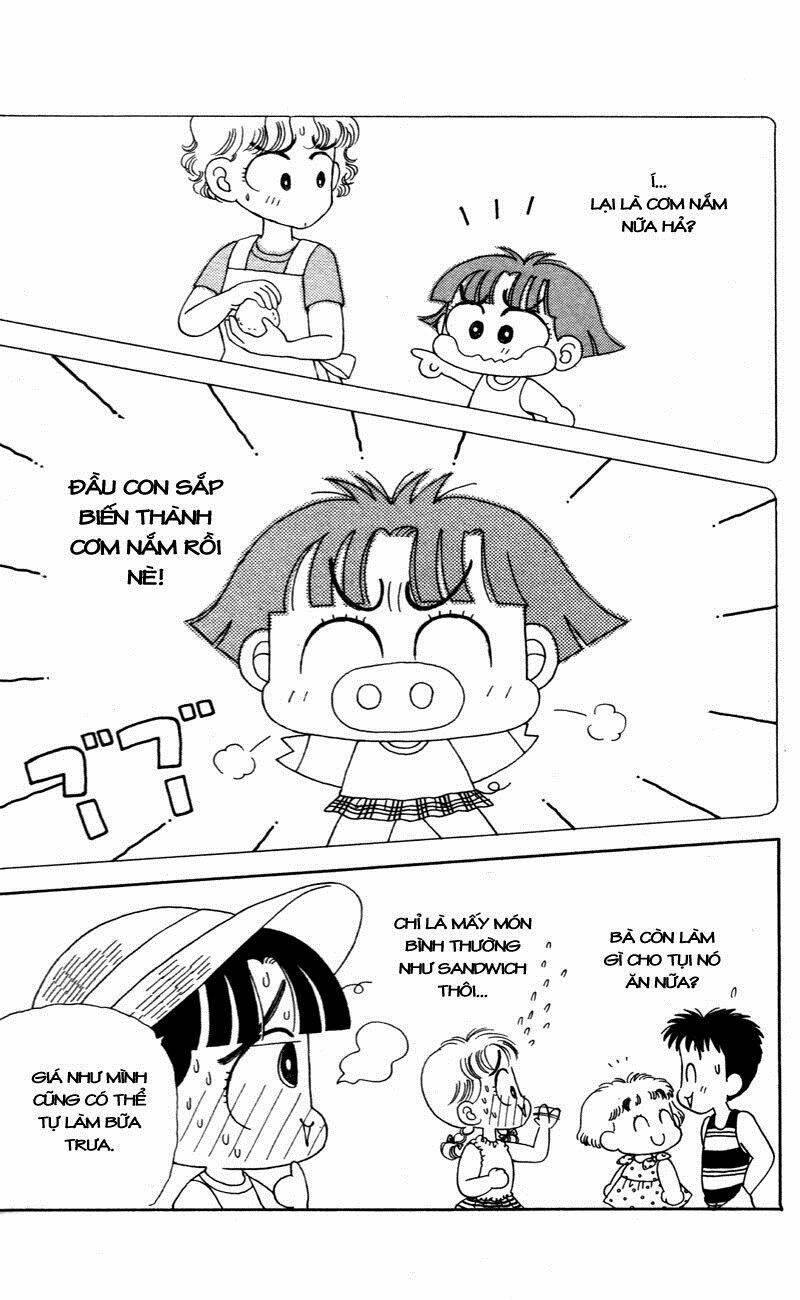 Í...
LẠI LÀ CƠM NẮM
NỮA HẢ?
ĐẦU CON SẮP
BIẾN THÀNH
CƠM NẮM RỒI
NÈ!
ブーブー
BÀ CÒN LÀM
GÌ CHO TỤI NÓ
ĂN NỮA?
CHỈ LÀ MẤY MÓN
BÌNH THƯỜNG
NHƯ SANDWICH
THÔI...
GIÁ NHƯ MÌNH
CŨNG CÓ THỂ
TỰ LÀM BỮA
TRƯA.